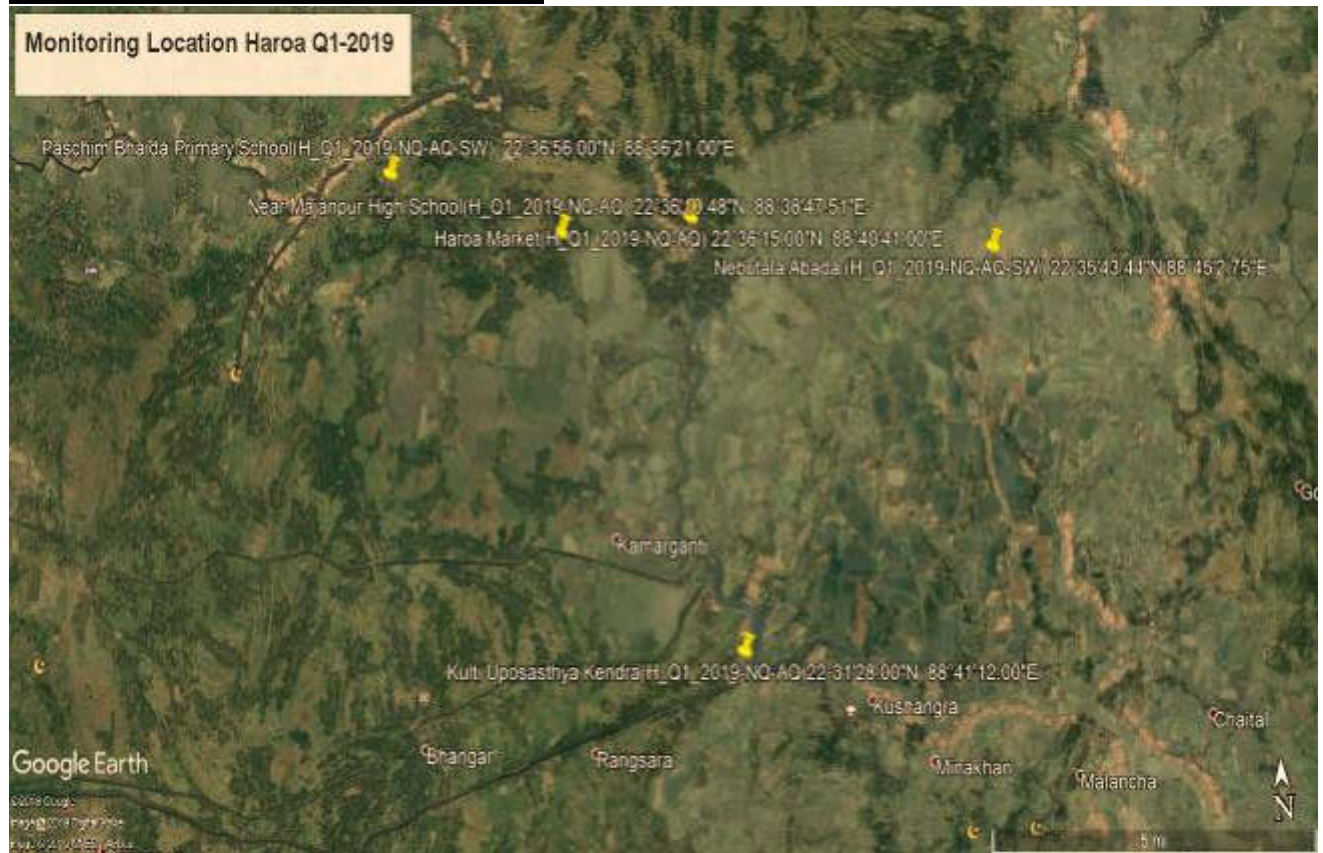 Monitoring Location Haroa Q1-2019
Paschim Bhaida Primary School(H_Q1_2019-NQ-AQ-SW) 22°36'56.00"N 88°36'21.00"E
Near Majanpur High School(H_Q1_2019-NQ-AQ) 22°36' 48"N 88°38'47.51"E
Haroa Market(H_Q1_2019-NQ-AQ) 22°36'15.00"N 88°40'41.00"E
Nebutala Abada (H_Q1_2019-NQ-AQ-SW) 22°35'43.44"N 88°45'2.75"E
Kamarganti
Kulti Uposasthya Kendra(H_Q1_2019-NQ-AQ) 22°31'28.00"N 88°41'12.00"E
Kushangra
Chaital
Bhangar
Rangsara
Minakhan
Malancha
Google Earth
N
5 mi